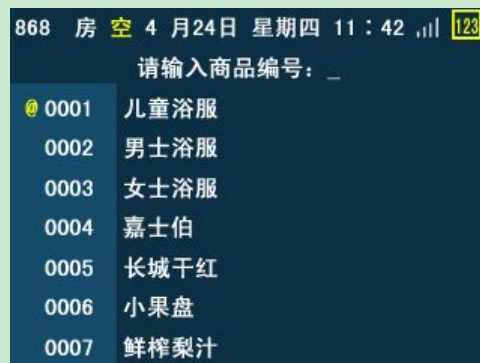 868 房 空 4 月24日 星期四 11：42 123
请输入商品编号：_
@ 0001 儿童浴服
0002 男士浴服
0003 女士浴服
0004 嘉士伯
0005 长城干红
0006 小果盘
0007 鲜榨梨汁